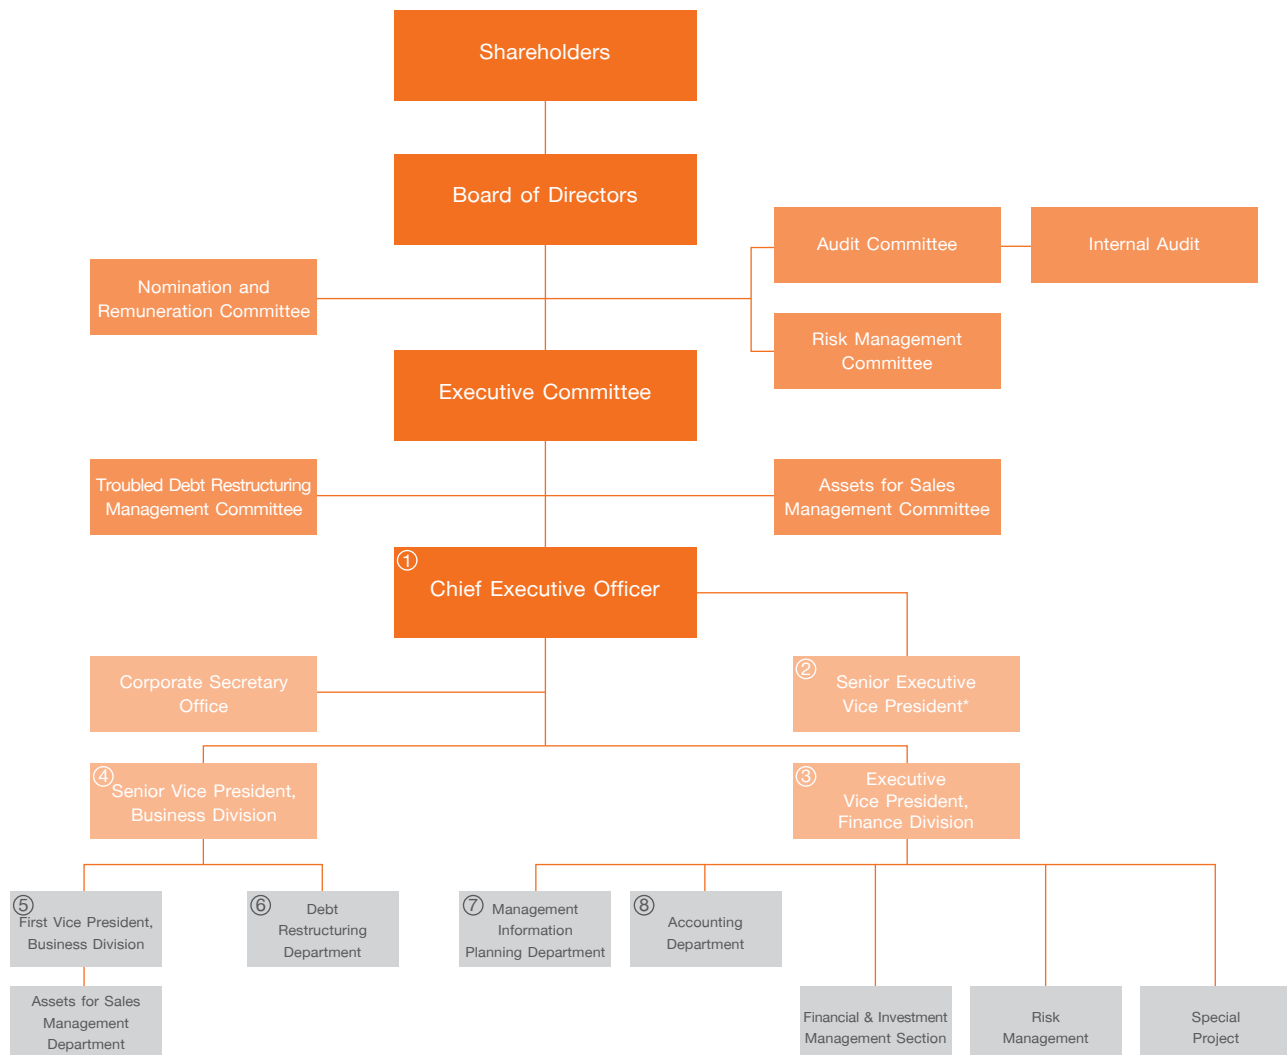 Shareholders
Board of Directors
Audit Committee
Internal Audit
Nomination and
Remuneration Committee
Risk Management
Committee
Executive Committee
Troubled Debt Restructuring
Management Committee
Assets for Sales
Management Committee
①
Chief Executive Officer
Corporate Secretary
Office
②
Senior Executive
Vice President*
④
Senior Vice President,
Business Division
③
Executive
Vice President,
Finance Division
⑤
First Vice President,
Business Division
⑥
Debt
Restructuring
Department
⑦
Management
Information
Planning Department
⑧
Accounting
Department
Assets for Sales
Management
Department
Financial & Investment
Management Section
Risk
Management
Special
Project